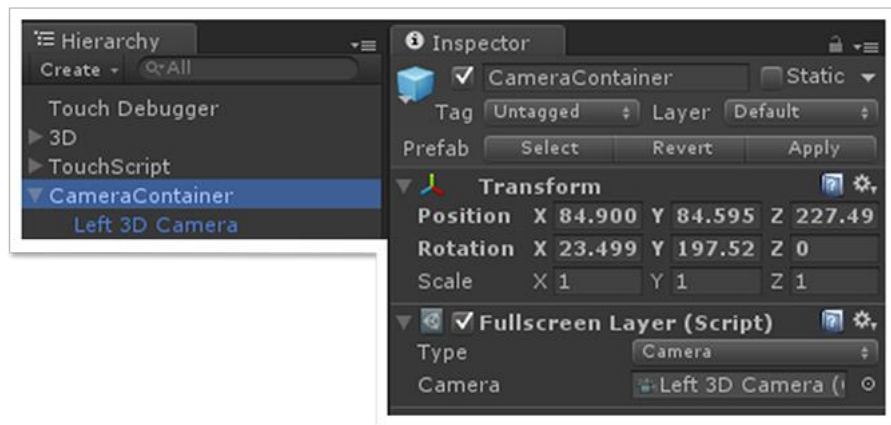 Hierarchy
Create All
Touch Debugger
3D
TouchScript
CameraContainer
Left 3D Camera
Inspector
CameraContainer Static
Tag Untagged Layer Default
Prefab Select Revert Apply
Transform
Position X 84.900 Y 84.595 Z 227.49
Rotation X 23.499 Y 197.52 Z 0
Scale X 1 Y 1 Z 1
Fullscreen Layer (Script)
Type Camera
Camera Left 3D Camera (